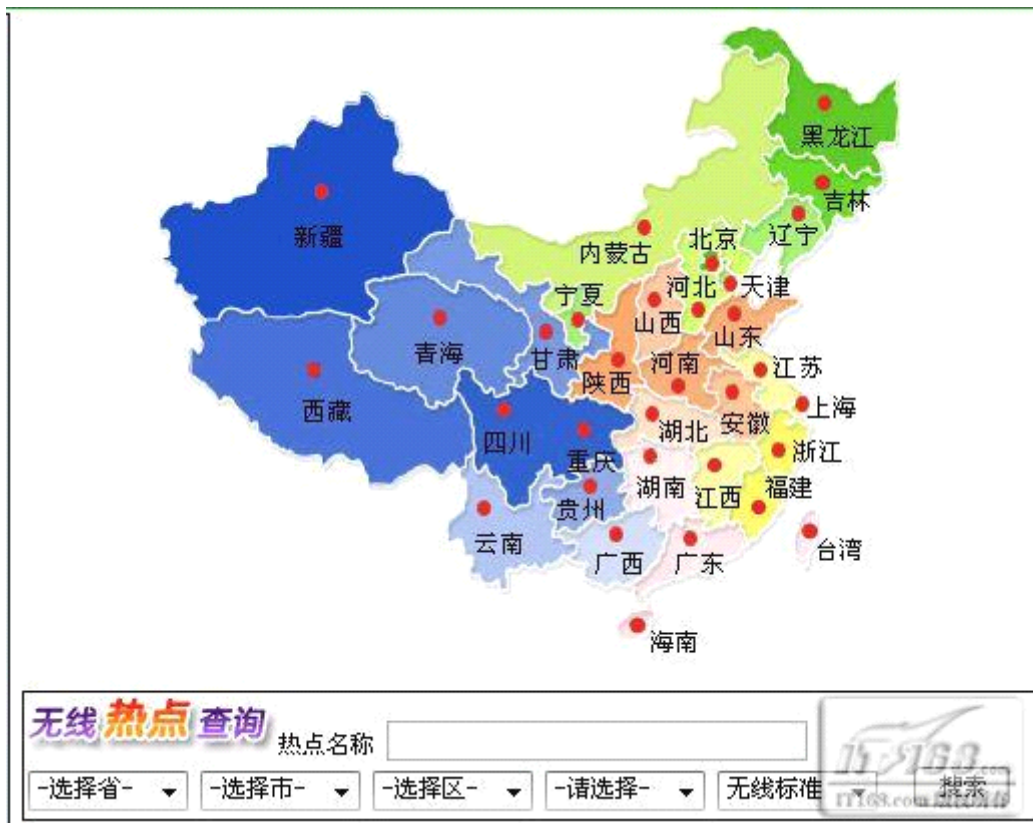 黑龙江
吉林
辽宁
新疆
内蒙古
北京
河北
天津
宁夏
山西
山东
青海
甘肃
陕西
河南
江苏
西藏
四川
重庆
湖北
安徽
上海
浙江
湖南
江西
福建
贵州
云南
广西
广东
台湾
海南
无线热点查询
热点名称
-选择省-
-选择市-
-选择区-
-请选择-
无线标准
搜索
IT168.com
IT168.com